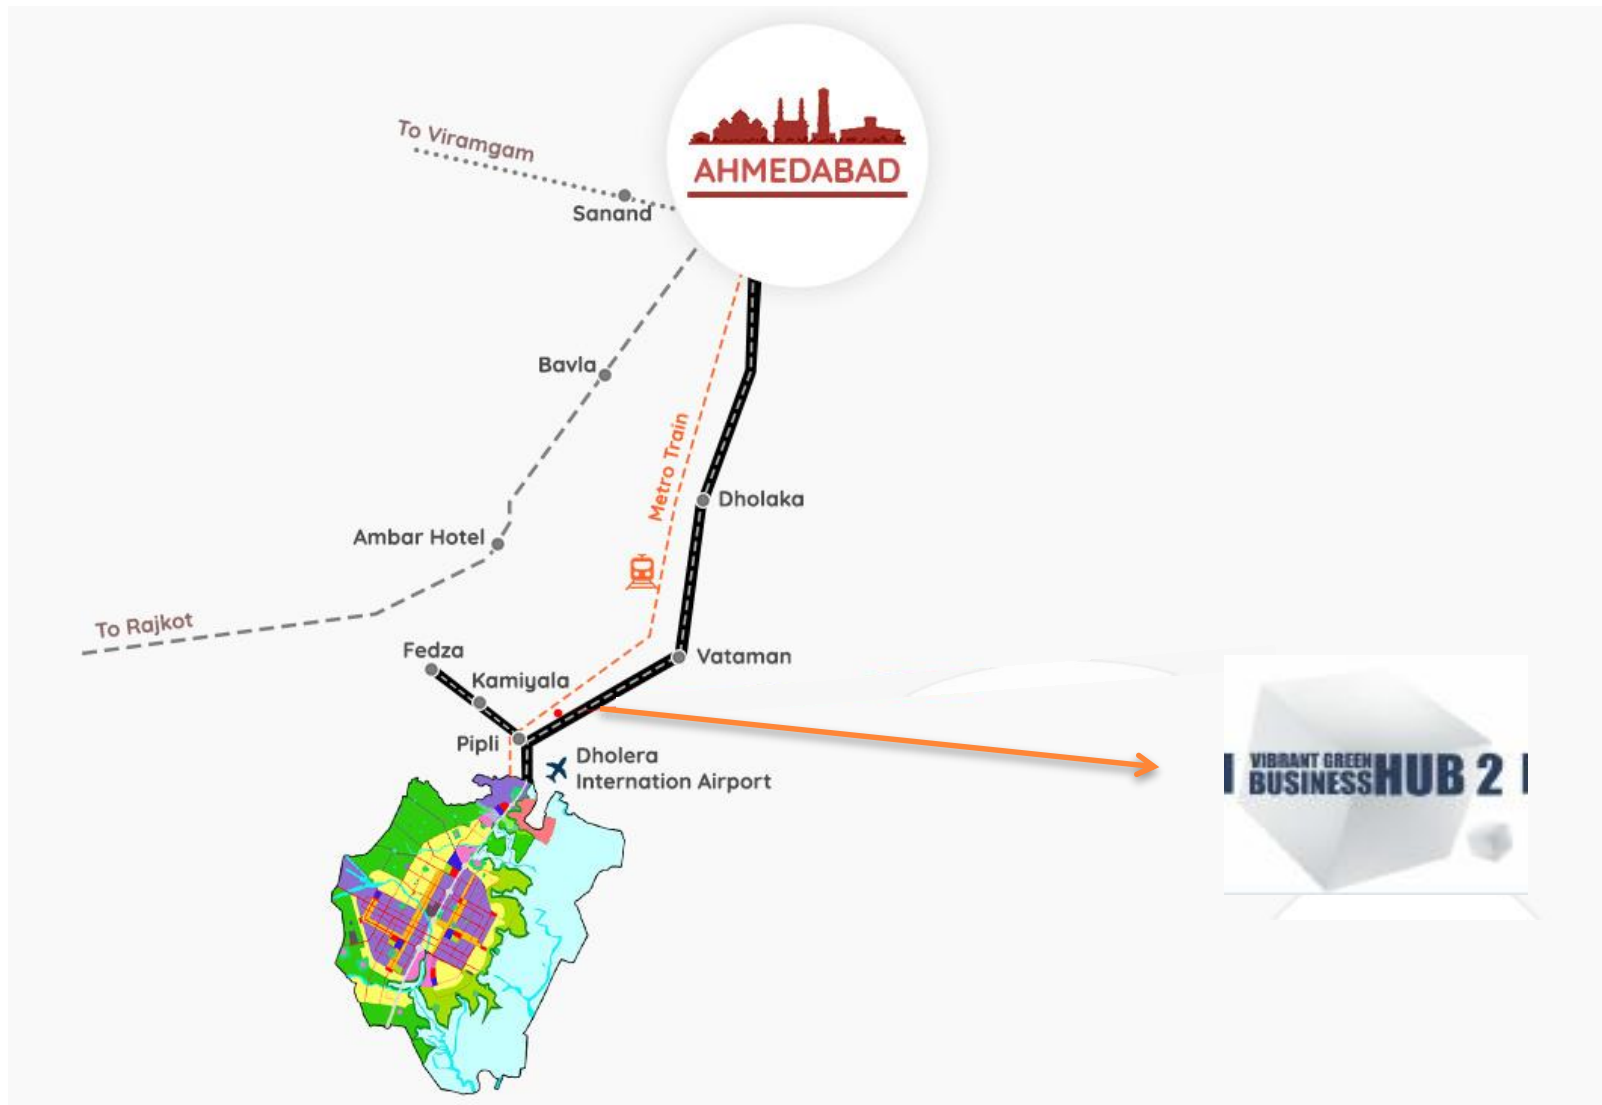 To Viramgam
AHMEDABAD
Sanand
Bavla
Metro Train
Dholaka
Ambar Hotel
To Rajkot
Fedza
Vataman
Kamiyala
Pipli
Dholera
Internation Airport
VIBRANT GREEN
BUSINESS HUB 2